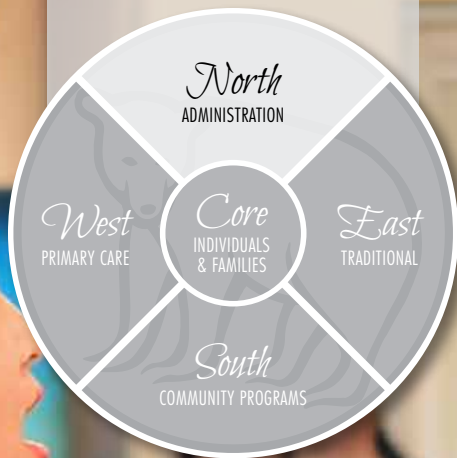 North
ADMINISTRATION
West
PRIMARY CARE
Core
INDIVIDUALS
& FAMILIES
East
TRADITIONAL
South
COMMUNITY PROGRAMS